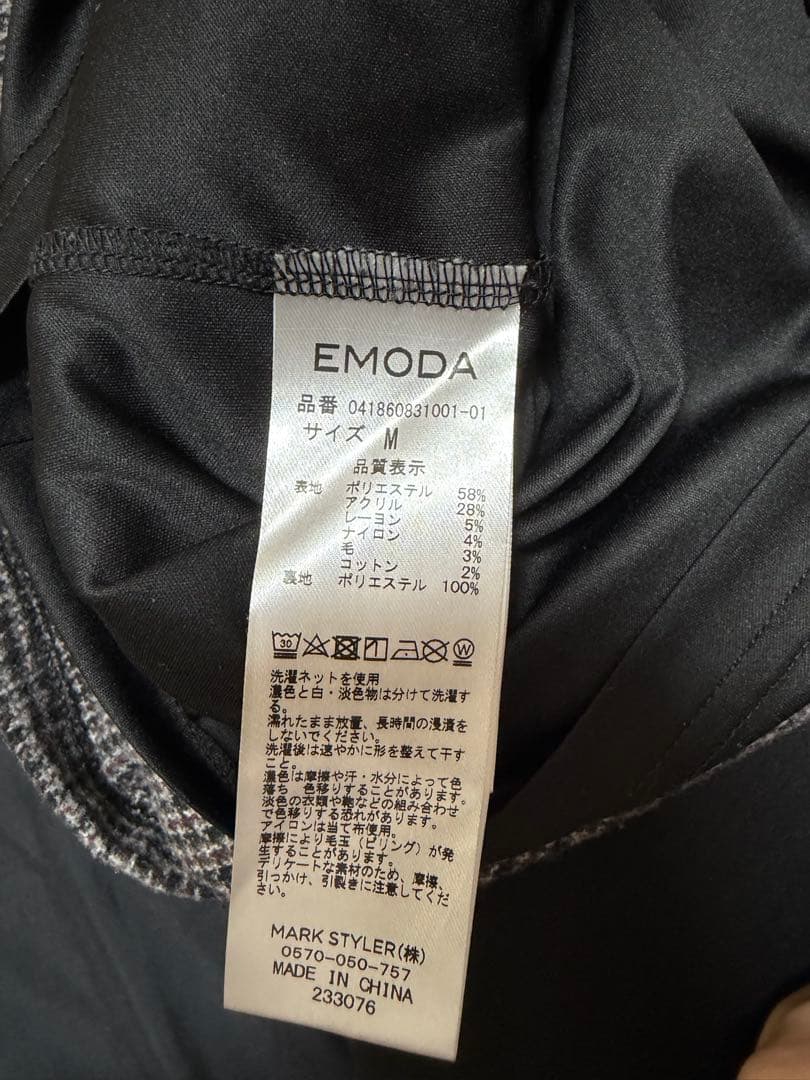 EMODA
品番 041860831001-01
サイズ M
品質表示
表地 ポリエステル 58%
アクリル 28%
レーヨン 5%
ナイロン 4%
毛 3%
コットン 2%
裏地 ポリエステル 100%
30 W
洗濯ネットを使用
濃色と白・淡色物は分けて洗濯す
る。
濡れたまま放置、長時間の浸漬を
しないでください。
洗濯後は速やかに形を整えて干す
こと。
濃色は摩擦や汗・水分によって色
落ち 色移りすることがあります。
淡色の衣類や鞄などの組み合わせ
で色移りする恐れがあります。
アイロンは当て布使用。
摩擦により毛玉(ピリング)が発
生することがあります。
デリケートな素材のため、摩擦、
引っかけ、引裂きに注意してくだ
さい。
MARK STYLER(株)
0570-050-757
MADE IN CHINA
233076